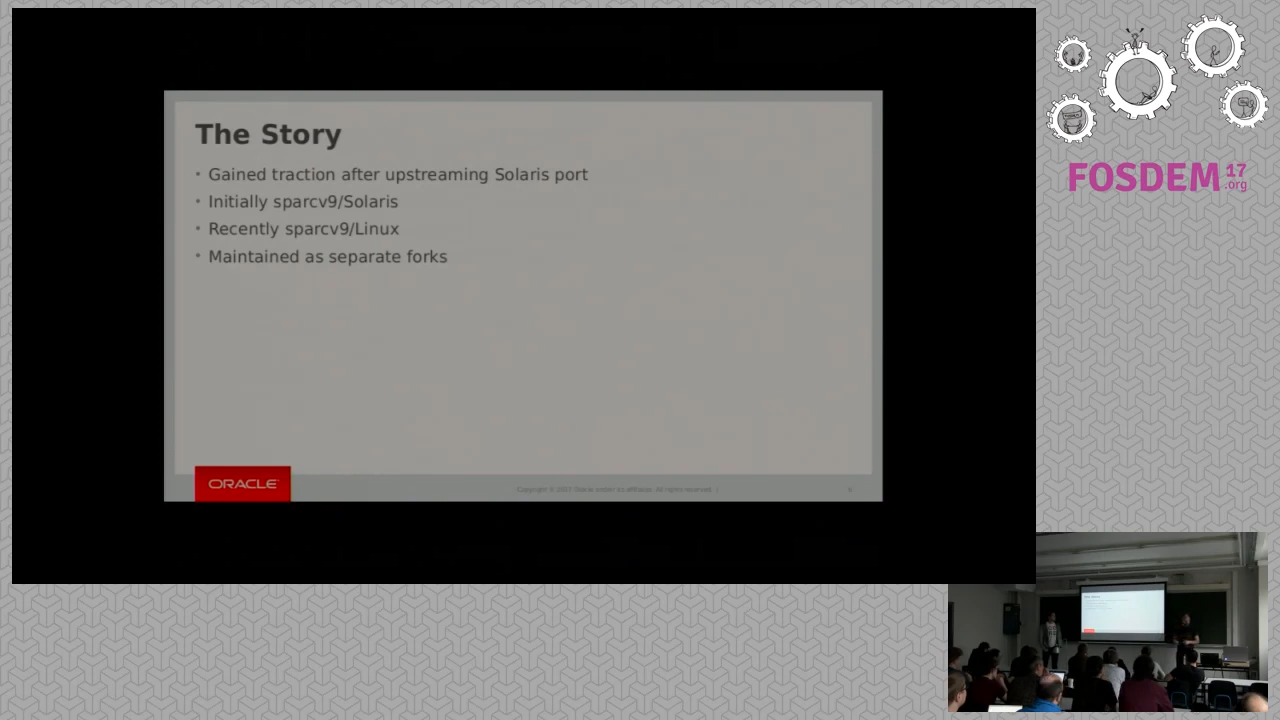 The Story
• Gained traction after upstreaming Solaris port
• Initially sparcv9/Solaris
• Recently sparcv9/Linux
• Maintained as separate forks
ORACLE
FOSDEM 17
.org